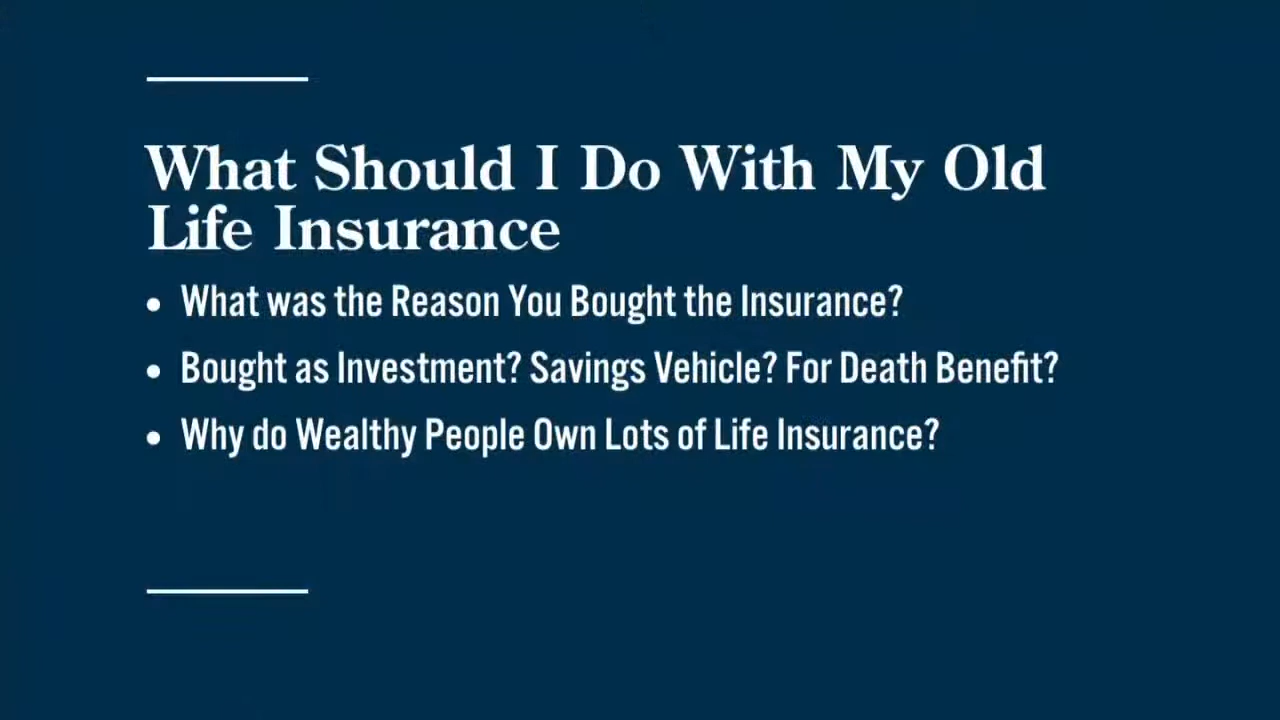 What Should I Do With My Old
Life Insurance
• What was the Reason You Bought the Insurance?
• Bought as Investment? Savings Vehicle? For Death Benefit?
• Why do Wealthy People Own Lots of Life Insurance?